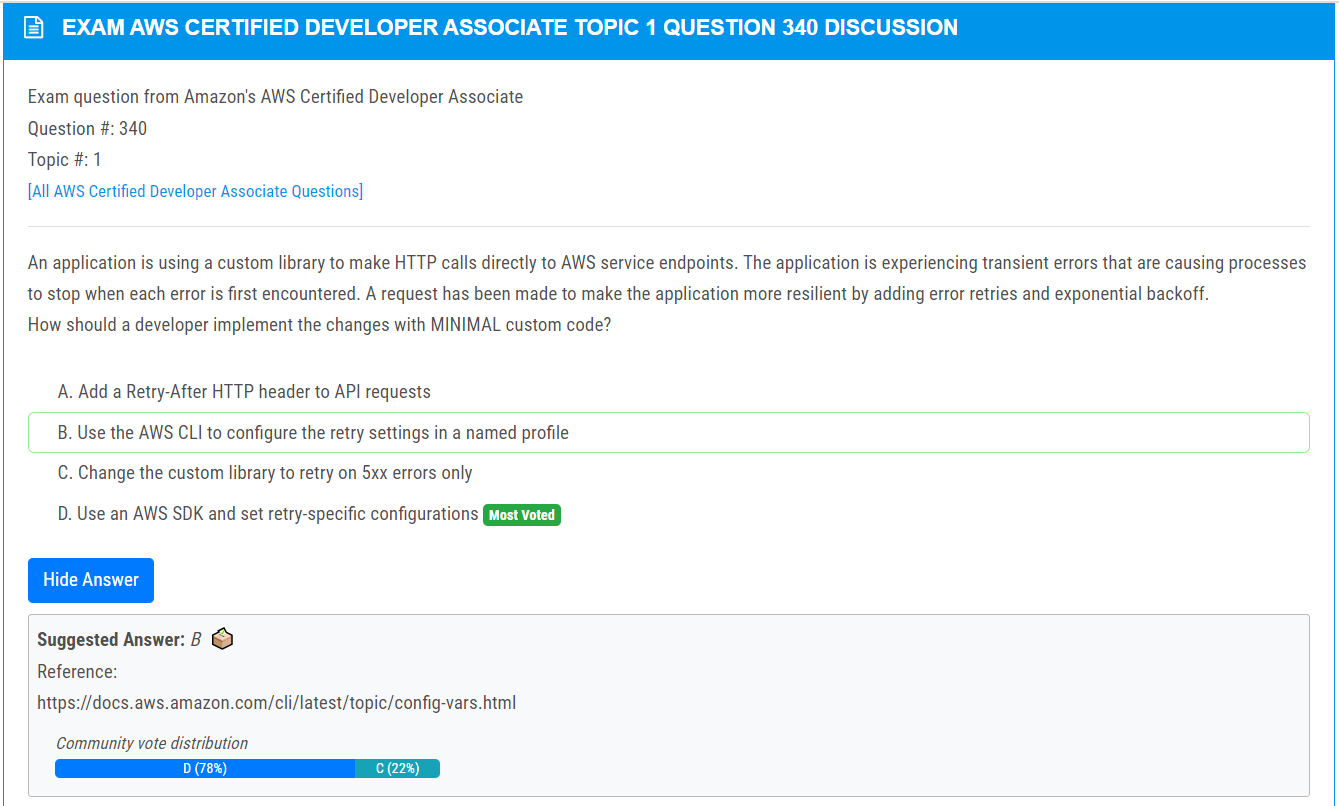 EXAM AWS CERTIFIED DEVELOPER ASSOCIATE TOPIC 1 QUESTION 340 DISCUSSION
Exam question from Amazon's AWS Certified Developer Associate
Question #: 340
Topic #: 1
[All AWS Certified Developer Associate Questions]
An application is using a custom library to make HTTP calls directly to AWS service endpoints. The application is experiencing transient errors that are causing processes
to stop when each error is first encountered. A request has been made to make the application more resilient by adding error retries and exponential backoff.
How should a developer implement the changes with MINIMAL custom code?
A. Add a Retry-After HTTP header to API requests
B. Use the AWS CLI to configure the retry settings in a named profile
C. Change the custom library to retry on 5xx errors only
D. Use an AWS SDK and set retry-specific configurations Most Voted
Hide Answer
Suggested Answer: B
Reference:
https://docs.aws.amazon.com/cli/latest/topic/config-vars.html
Community vote distribution
D (78%) C (22%)